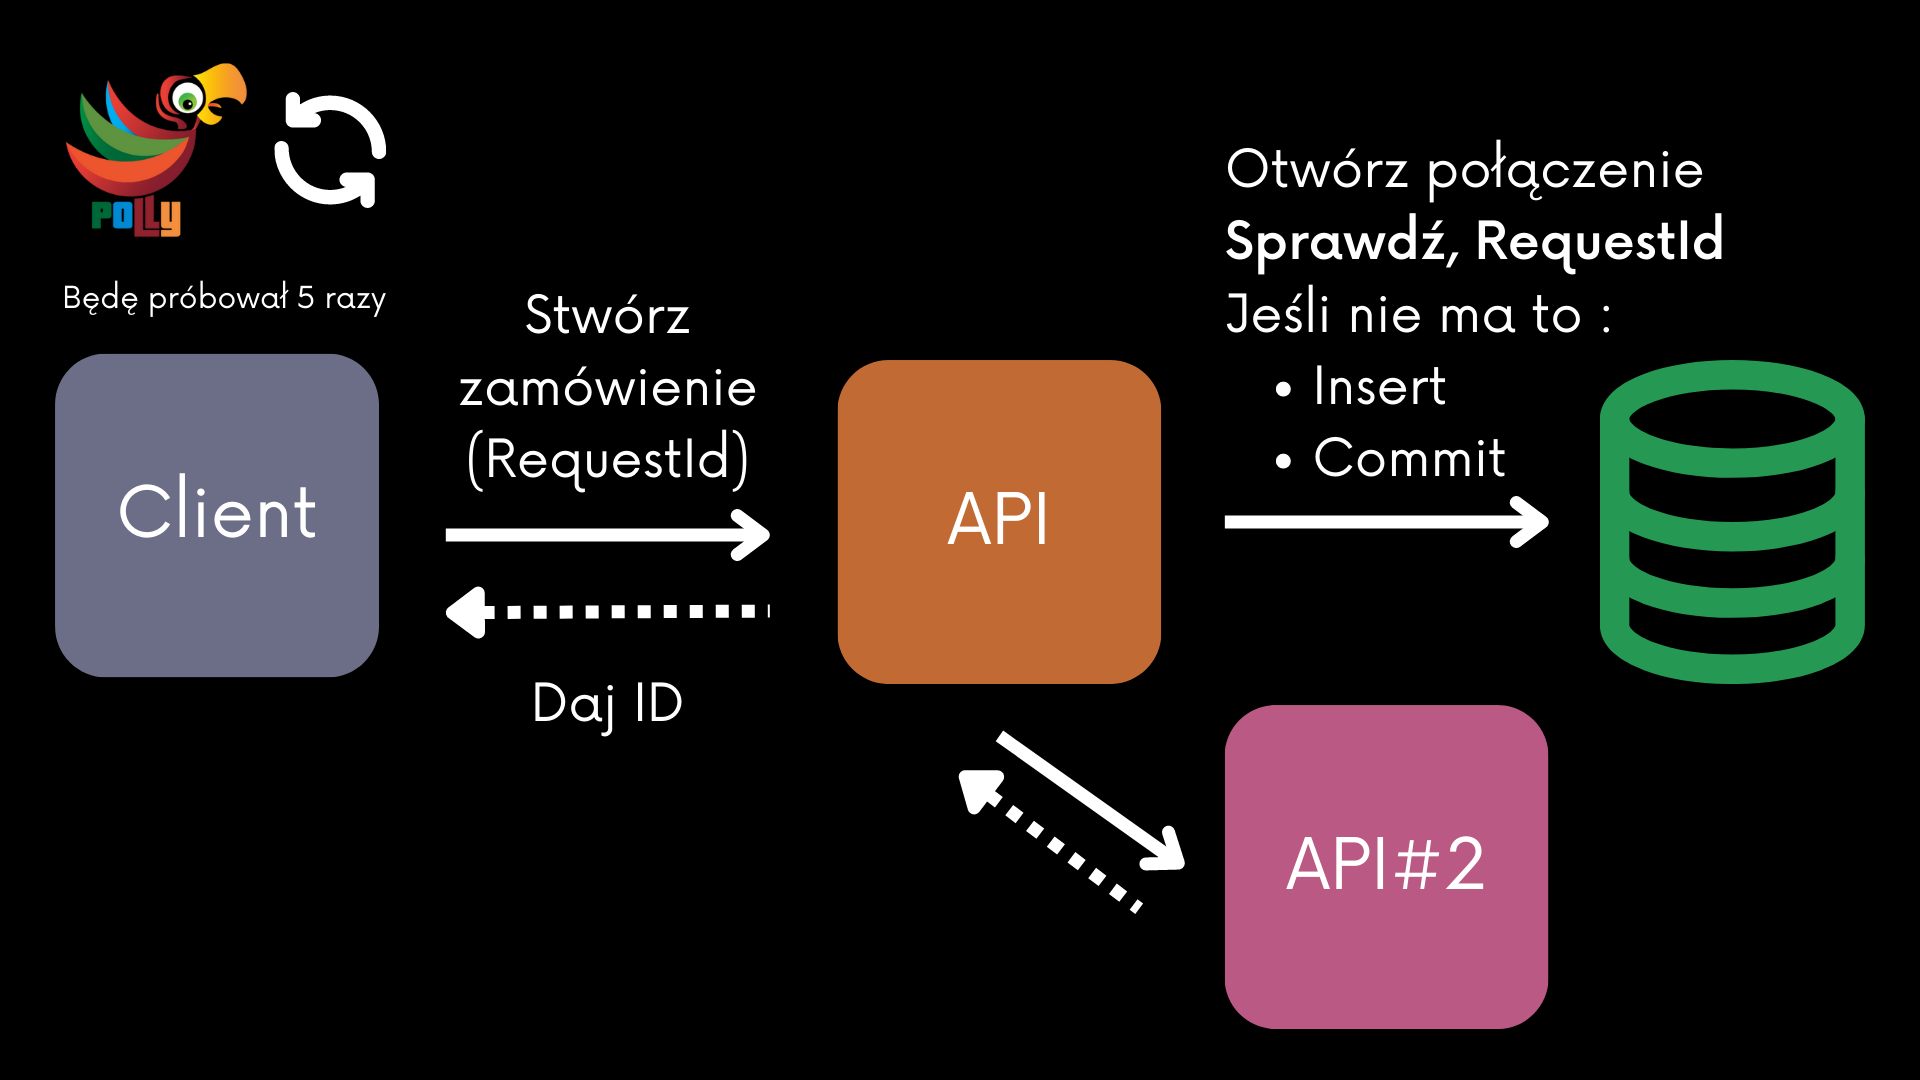 POLLY
Będę próbował 5 razy
Client
Stwórz
zamówienie
(RequestId)
Daj ID
API
Otwórz połączenie
Sprawdź, RequestId
Jeśli nie ma to :
• Insert
• Commit
API#2